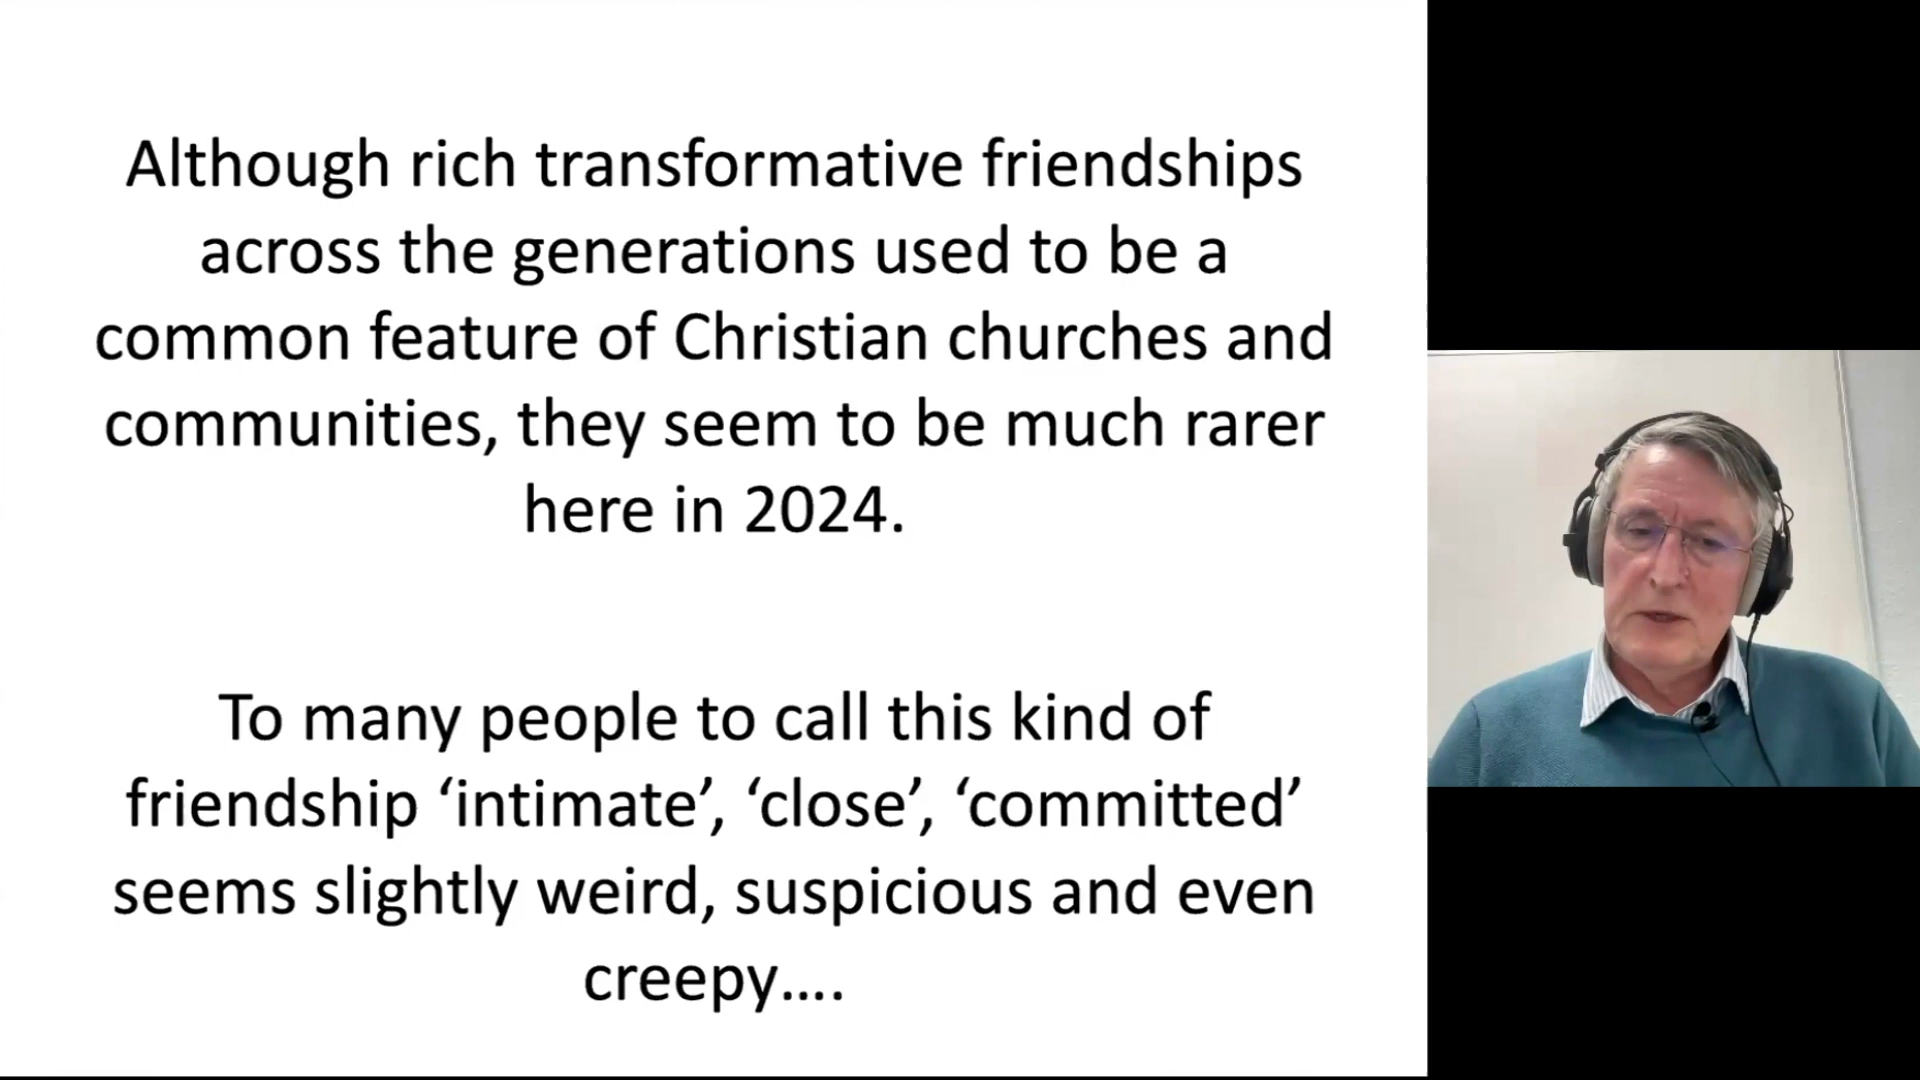 Although rich transformative friendships
across the generations used to be a
common feature of Christian churches and
communities, they seem to be much rarer
here in 2024.
To many people to call this kind of
friendship ‘intimate’, ‘close’, ‘committed’
seems slightly weird, suspicious and even
creepy....